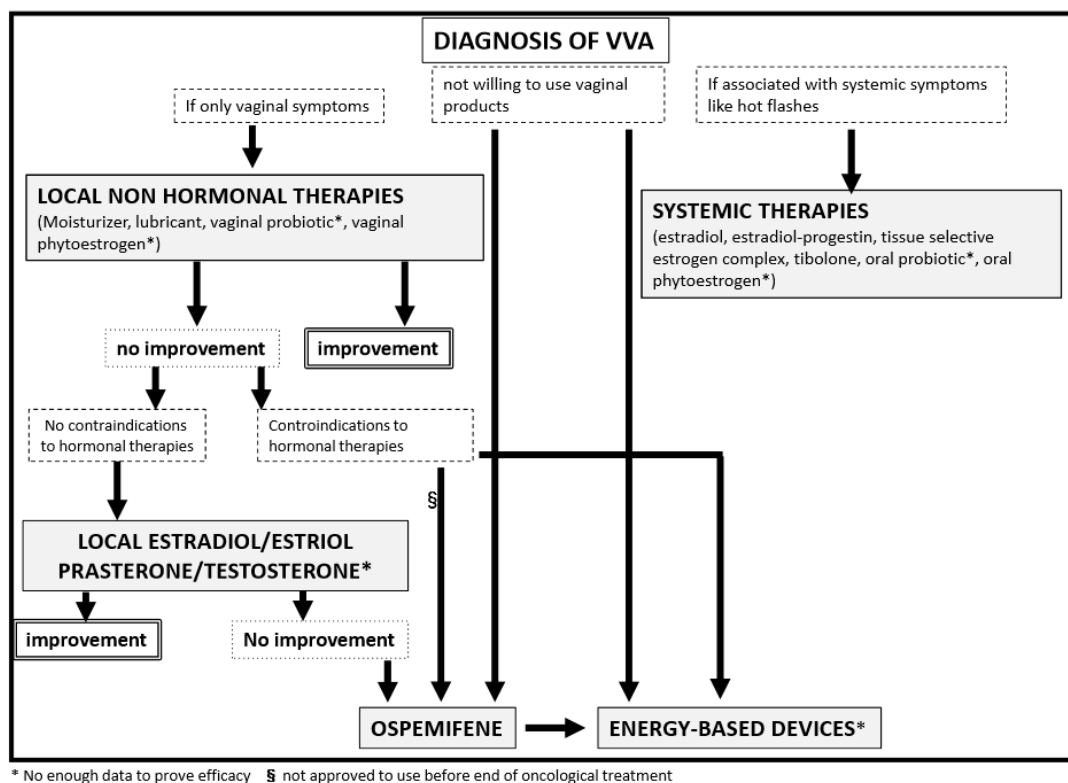 DIAGNOSIS OF VVA
If only vaginal symptoms
not willing to use vaginal
products
If associated with systemic symptoms
like hot flashes
LOCAL NON HORMONAL THERAPIES
(Moisturizer, lubricant, vaginal probiotic*, vaginal
phytoestrogen*)
SYSTEMIC THERAPIES
(estradiol, estradiol-progestin, tissue selective
estrogen complex, tibolone, oral probiotic*, oral
phytoestrogen*)
no improvement
improvement
No contraindications
to hormonal therapies
Controindications to
hormonal therapies
§
LOCAL ESTRADIOL/ESTRIOL
PRASTERONE/TESTOSTERONE*
improvement
No improvement
OSPEMIFENE
ENERGY-BASED DEVICES*
* No enough data to prove efficacy § not approved to use before end of oncological treatment